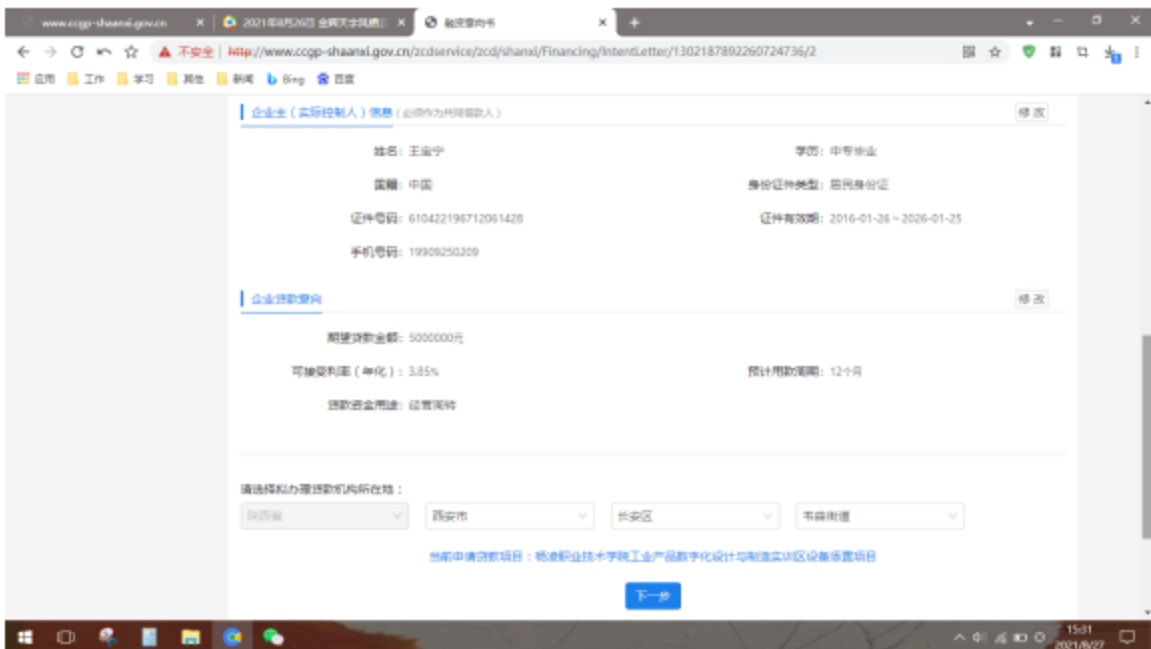 www.ccgp-shaanxi.gov.cn
融资意向书
不安全 http://www.ccgp-shaanxi.gov.cn/zcdservice/zcd/shanxi/Financing/IntentLetter/1302187892260724736/2
应用 工作 学习 其他 新闻 Bing 百度
企业主(实际控制人)信息(必须作为共同借款人) 修改
姓名: 王宝宁 学历: 中专毕业
国籍: 中国 身份证件类型: 居民身份证
证件号码: 610422196712061428 证件有效期: 2016-01-26~2026-01-25
手机号码: 19909250209
企业贷款意向 修改
期望贷款金额: 5000000元
可接受利率(年化): 3.85% 预计用款周期: 12个月
贷款资金用途: 经营周转
请选择拟办理贷款机构所在地:
陕西省 西安市 长安区 韦曲街道
当前申请贷款项目:杨凌职业技术学院工业产品数字化设计与制造实训区设备购置项目
下一步
15:31
2021/8/27